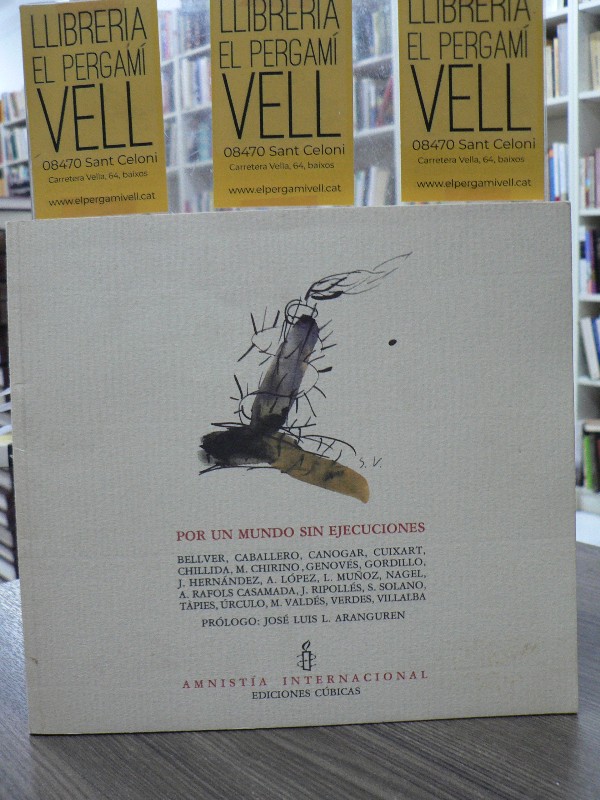 LLIBRERIA
EL PERGAMÍ
VELL
08470 Sant Celoni
Carretera Vella, 64, baixos
www.elpergamivell.cat
LLIBRERIA
EL PERGAMÍ
VELL
08470 Sant Celoni
Carretera Vella, 64, baixos
www.elpergamivell.cat
LLIBRERIA
EL PERGAMÍ
VELL
08470 Sant Celoni
Carretera Vella, 64, baixos
www.elpergamivell.cat
S.V.
POR UN MUNDO SIN EJECUCIONES
BELLVER, CABALLERO, CANOGAR, CUIXART,
CHILLIDA, M. CHIRINO, GENOVÉS, GORDILLO,
J. HERNÁNDEZ, A. LÓPEZ, L. MUÑOZ, NAGEL,
A. RAFOLS CASAMADA, J. RIPOLLÉS, S. SOLANO,
TÀPIES, ÚRCULO, M. VALDÉS, VERDES, VILLALBA
PRÓLOGO: JOSÉ LUIS L. ARANGUREN
AMNISTÍA INTERNACIONAL
EDICIONES CÚBICAS